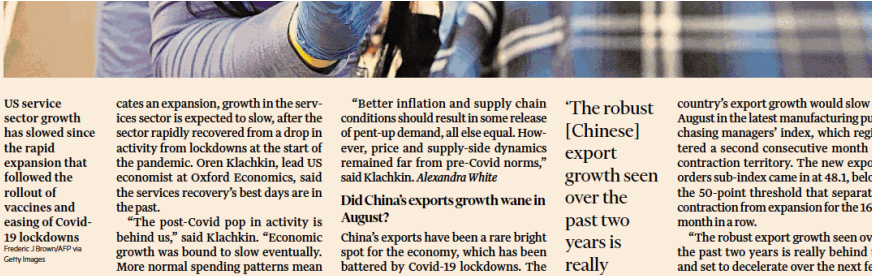 US service
sector growth
has slowed since
the rapid
expansion that
followed the
rollout of
vaccines and
easing of Covid-
19 lockdowns
Frederic J Brown/AFP via
Getty Images
cates an expansion, growth in the serv-
ices sector is expected to slow, after the
sector rapidly recovered from a drop in
activity from lockdowns at the start of
the pandemic. Oren Klachkin, lead US
economist at Oxford Economics, said
the services recovery's best days are in
the past.
"The post-Covid pop in activity is
behind us," said Klachkin. "Economic
growth was bound to slow eventually.
More normal spending patterns mean
"Better inflation and supply chain
conditions should result in some release
of pent-up demand, all else equal. How-
ever, price and supply-side dynamics
remained far from pre-Covid norms,"
said Klachkin. Alexandra White
Did China's exports growth wane in
August?
China's exports have been a rare bright
spot for the economy, which has been
battered by Covid-19 lockdowns. The
'The robust
[Chinese]
export
growth seen
over the
past two
years is
really
country's export growth would slow
August in the latest manufacturing pu
chasing managers' index, which regi
tered a second consecutive month
contraction territory. The new expo
orders sub-index came in at 48.1, belo
the 50-point threshold that separat
contraction from expansion for the 16
month in a row.
"The robust export growth seen ov
the past two years is really behind
and set to decelerate over the next fe